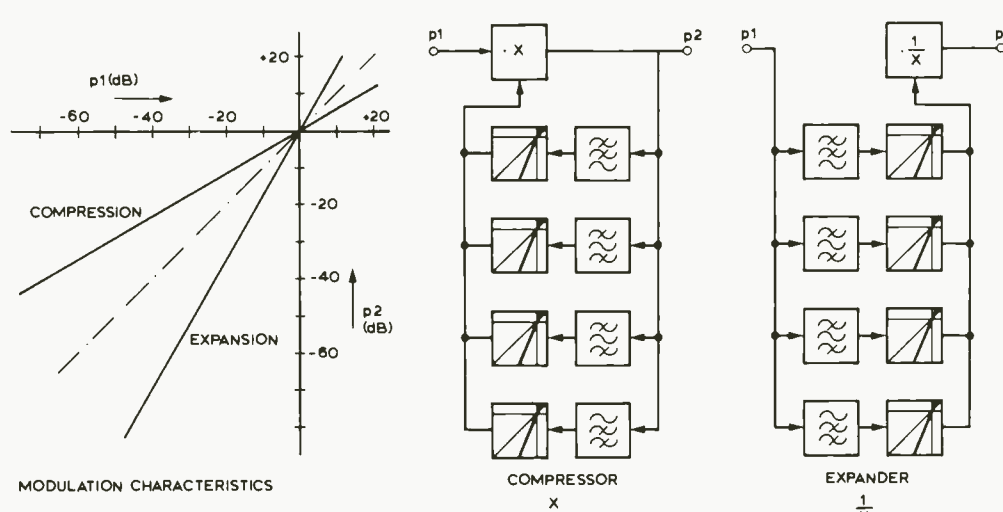 +20
p1(dB)
-60
-40
-20
+20
COMPRESSION
-20
-40
p2
(dB)
EXPANSION
-60
MODULATION CHARACTERISTICS
p1
X
p2
COMPRESSOR
X
p1
1
X
p
EXPANDER
1